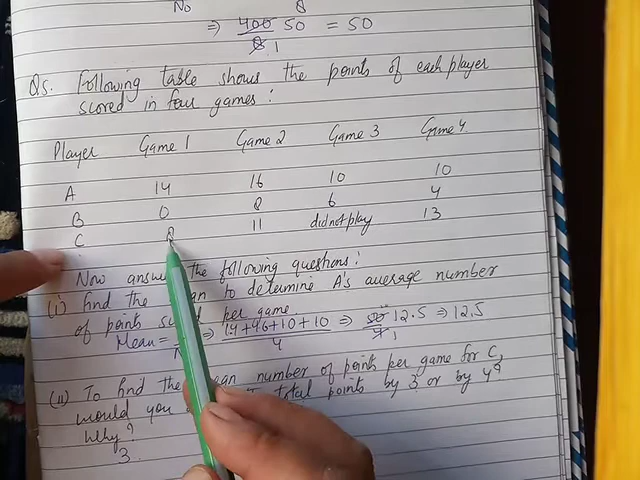 No 8
⇒ 400 50 = 50
8 1
Q5. Following table shows the points of each player
scored in four games :
Player Game 1 Game 2 Game 3 Game 4
A 14 16 10 10
B 0 8 6 4
C 8 11 did not play 13
Now answer the following questions :
(i) find the to determine A's average number
of points per game.
Mean = ⇒ 14+16+10+10 ⇒ 50 12.5 ⇒ 12.5
4 4 1
(ii) To find the number of points per game for C,
would you total points by 3 or by 4?
Why?
3.